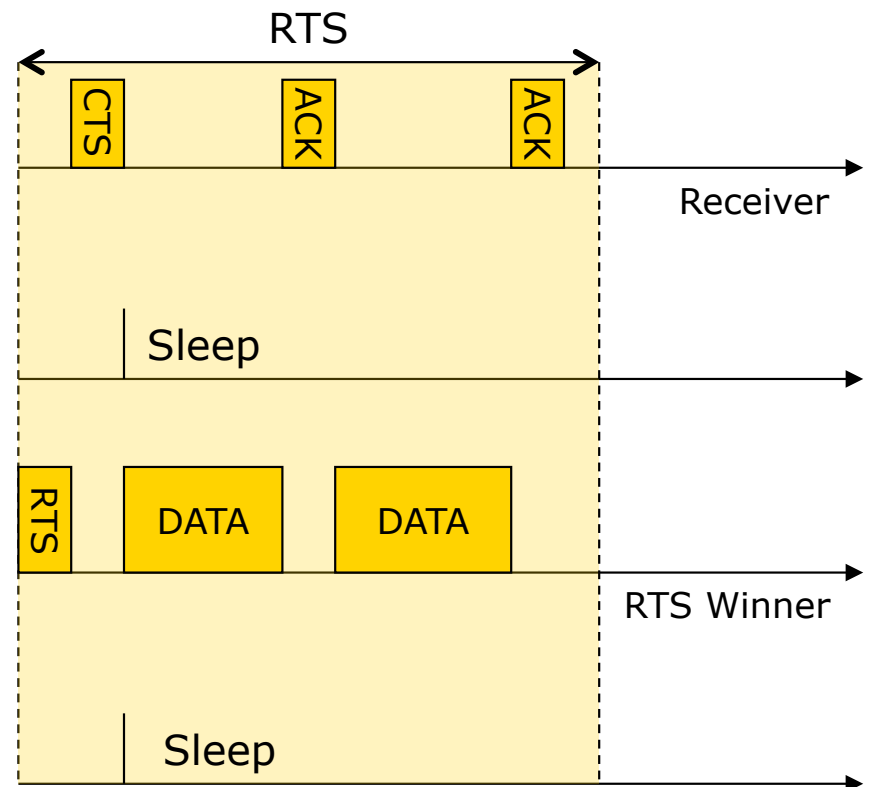 RTS
CTS
ACK
ACK
Receiver
Sleep
RTS
DATA
DATA
RTS Winner
Sleep